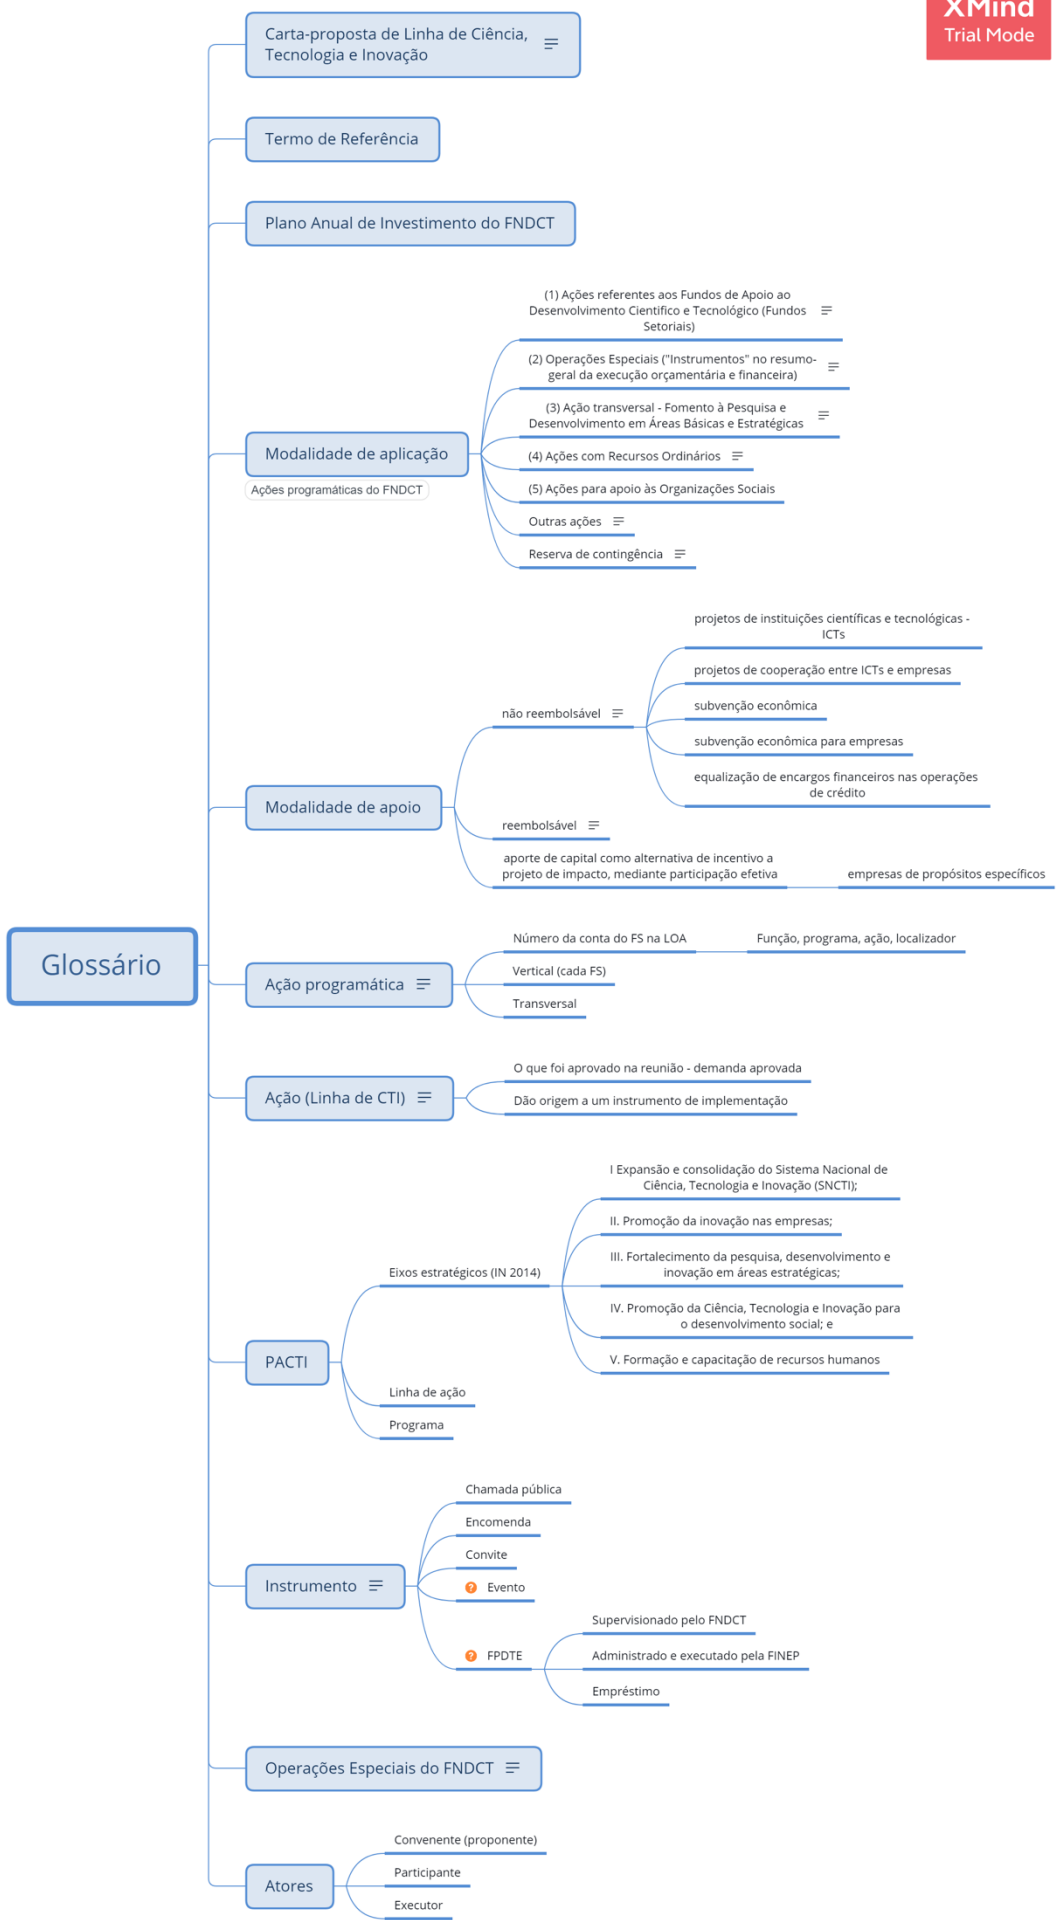 XMind
Trial Mode
Carta-proposta de Linha de Ciência,
Tecnologia e Inovação
Termo de Referência
Plano Anual de Investimento do FNDCT
(1) Ações referentes aos Fundos de Apoio ao
Desenvolvimento Cientifico e Tecnológico (Fundos
Setoriais)
(2) Operações Especiais ("Instrumentos" no resumo-
geral da execução orçamentária e financeira)
(3) Ação transversal - Fomento à Pesquisa e
Desenvolvimento em Áreas Básicas e Estratégicas
Modalidade de aplicação
(4) Ações com Recursos Ordinários
Ações programáticas do FNDCT
(5) Ações para apoio às Organizações Sociais
Outras ações
Reserva de contingência
projetos de instituições científicas e tecnológicas -
ICTs
projetos de cooperação entre ICTs e empresas
não reembolsável
subvenção econômica
subvenção econômica para empresas
equalização de encargos financeiros nas operações
de crédito
Modalidade de apoio
reembolsável
aporte de capital como alternativa de incentivo a
projeto de impacto, mediante participação efetiva
empresas de propósitos específicos
Glossário
Número da conta do FS na LOA
Função, programa, ação, localizador
Ação programática
Vertical (cada FS)
Transversal
O que foi aprovado na reunião - demanda aprovada
Ação (Linha de CTI)
Dão origem a um instrumento de implementação
I Expansão e consolidação do Sistema Nacional de
Ciência, Tecnologia e Inovação (SNCTI);
II. Promoção da inovação nas empresas;
Eixos estratégicos (IN 2014)
III. Fortalecimento da pesquisa, desenvolvimento e
inovação em áreas estratégicas;
IV. Promoção da Ciência, Tecnologia e Inovação para
o desenvolvimento social; e
V. Formação e capacitação de recursos humanos
PACTI
Linha de ação
Programa
Chamada pública
Encomenda
Convite
Instrumento
? Evento
? FPDTE
Supervisionado pelo FNDCT
Administrado e executado pela FINEP
Empréstimo
Operações Especiais do FNDCT
Convenente (proponente)
Atores
Participante
Executor